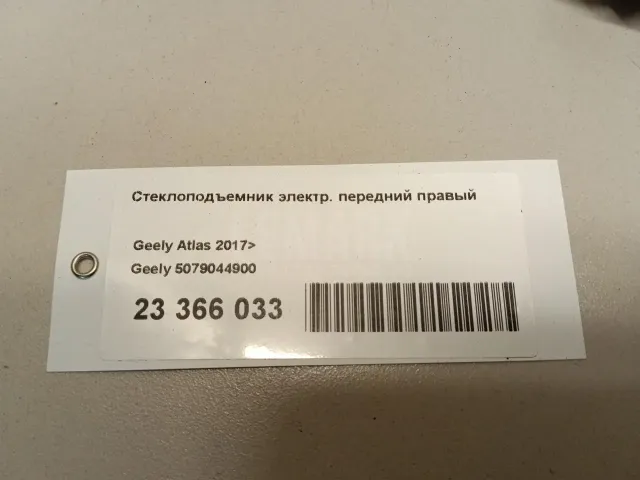 Стеклоподъемник электр. передний правый
Geely Atlas 2017>
Geely 5079044900
23 366 033